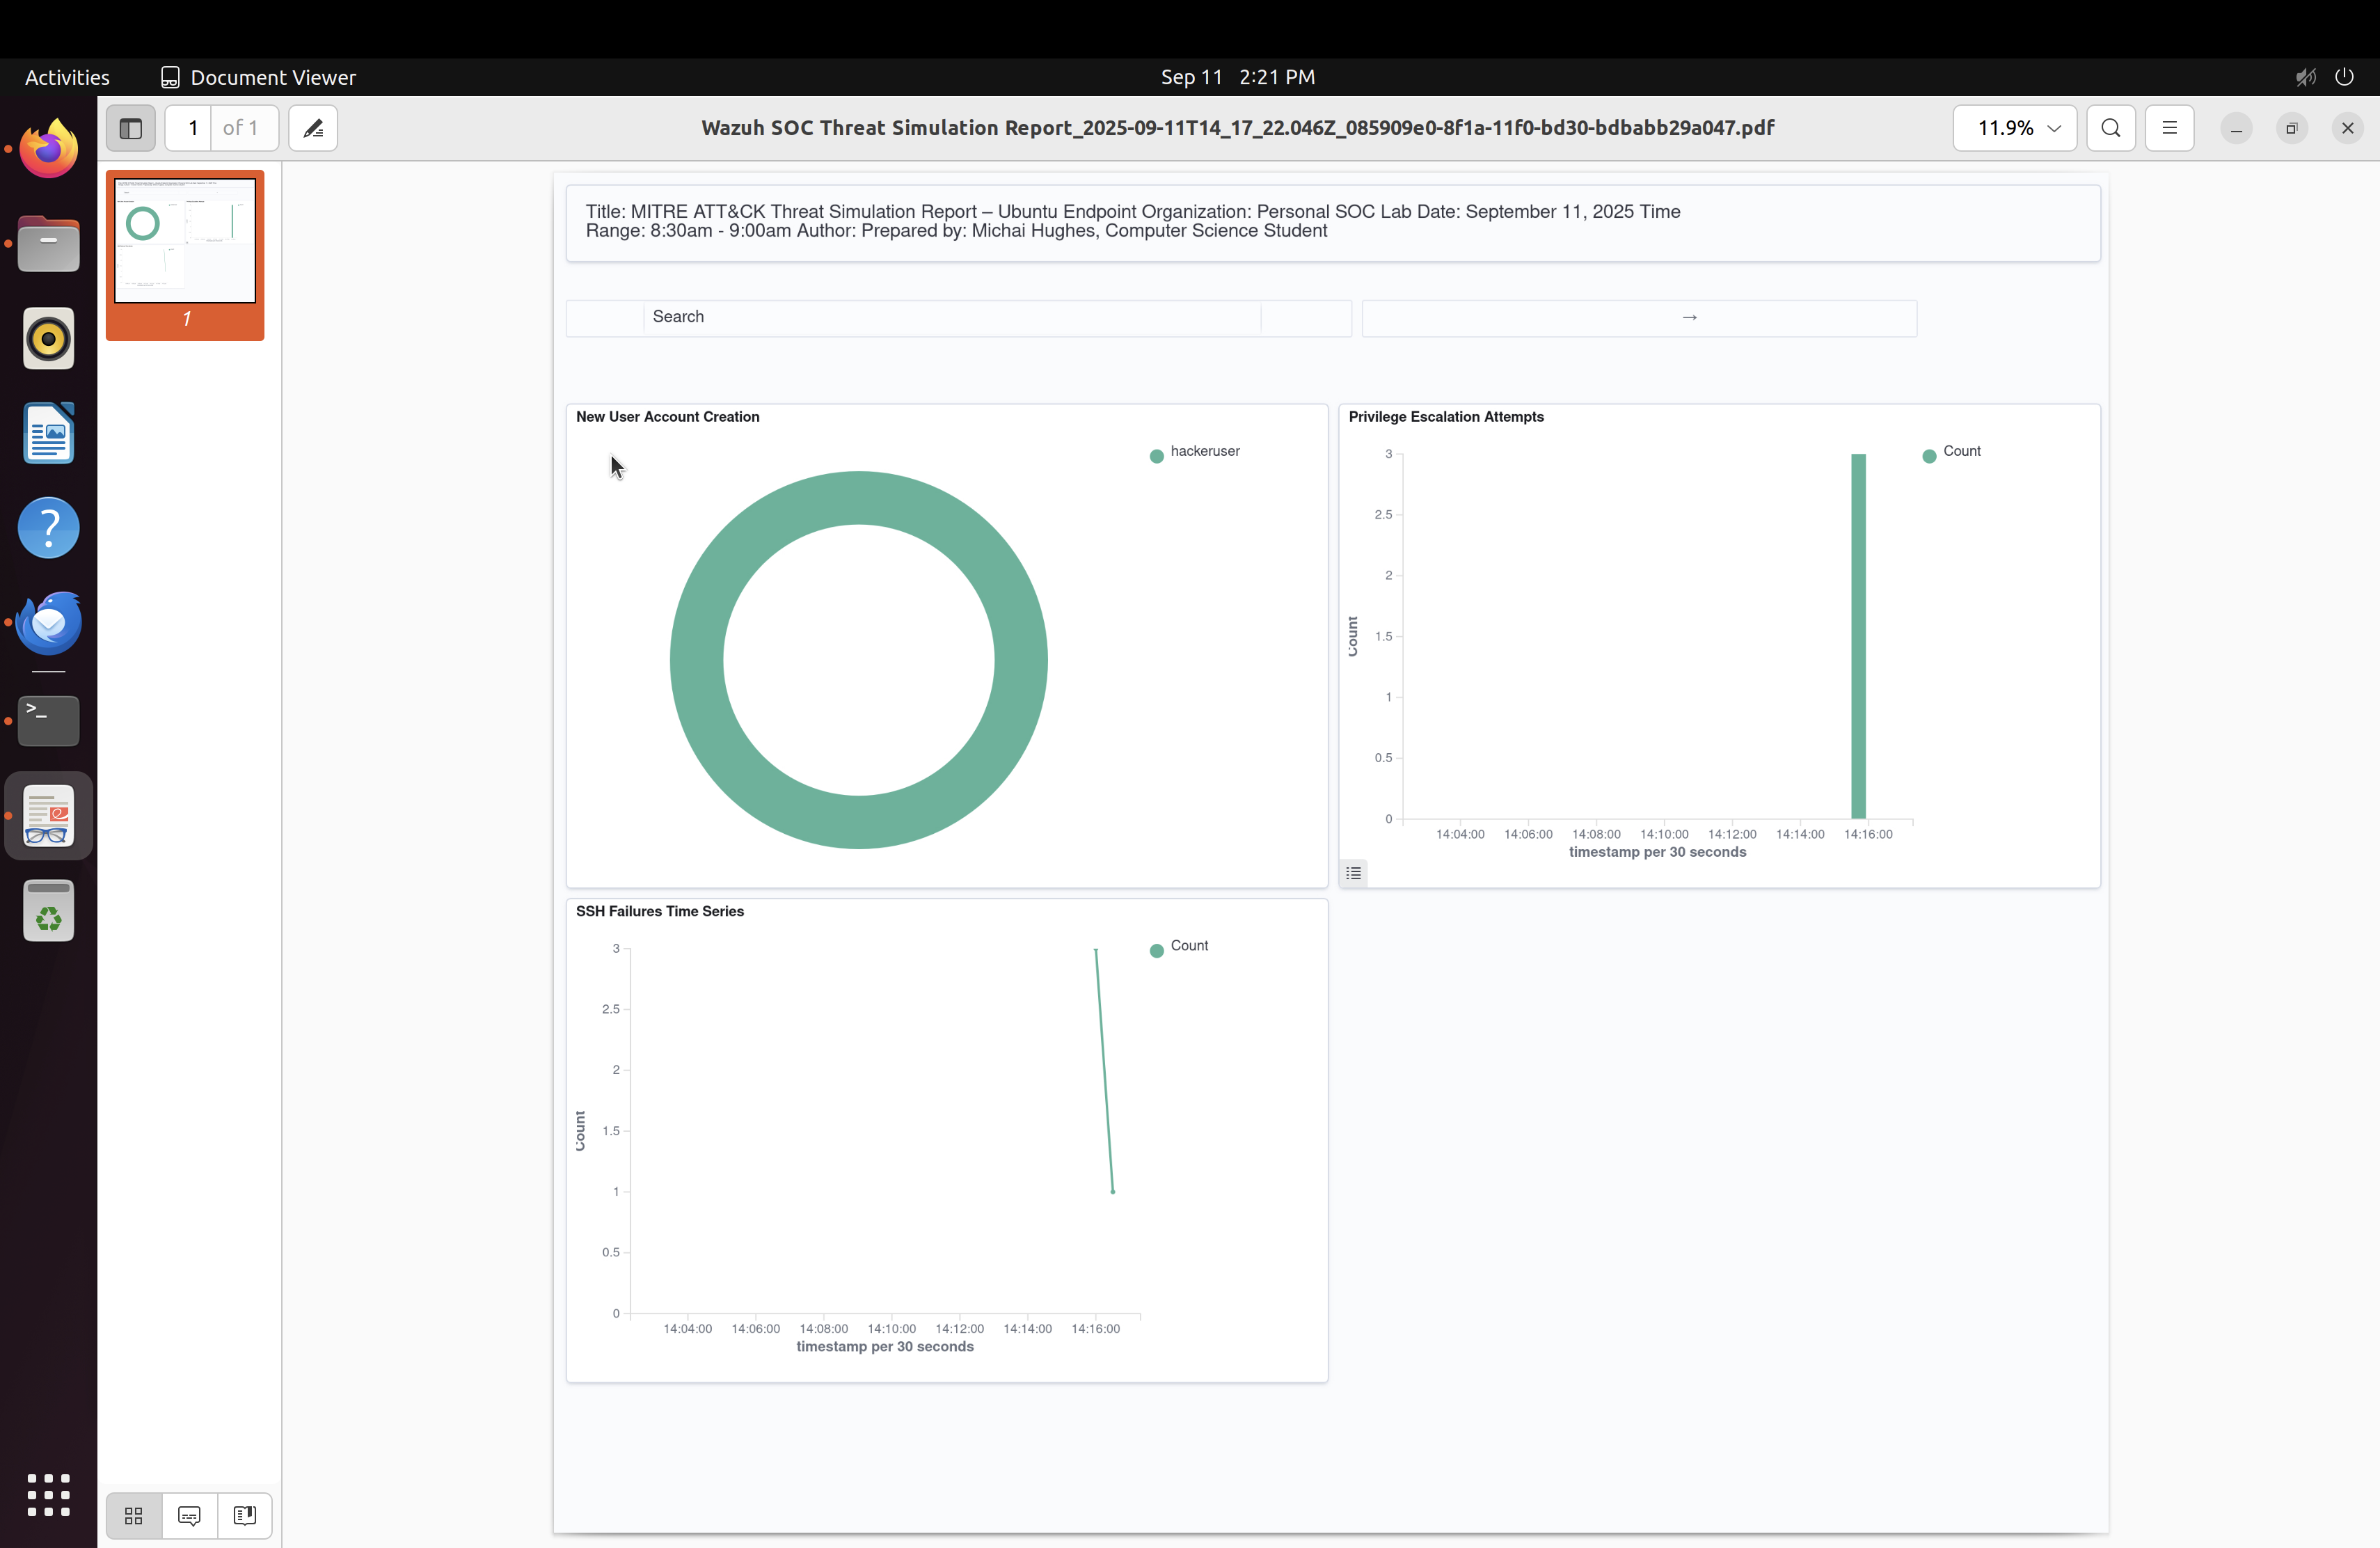 Activities
Document Viewer
Sep 11 2:21 PM
1 of 1
Wazuh SOC Threat Simulation Report_2025-09-11T14_17_22.046Z_085909e0-8f1a-11f0-bd30-bdbabb29a047.pdf
11.9%
1
Title: MITRE ATT&CK Threat Simulation Report – Ubuntu Endpoint Organization: Personal SOC Lab Date: September 11, 2025 Time
Range: 8:30am - 9:00am Author: Prepared by: Michai Hughes, Computer Science Student
Search
→
New User Account Creation
hackeruser
Privilege Escalation Attempts
Count
3
2.5
2
1.5
1
0.5
0
Count
14:04:00 14:06:00 14:08:00 14:10:00 14:12:00 14:14:00 14:16:00
timestamp per 30 seconds
SSH Failures Time Series
Count
3
2.5
2
1.5
1
0.5
0
Count
14:04:00 14:06:00 14:08:00 14:10:00 14:12:00 14:14:00 14:16:00
timestamp per 30 seconds